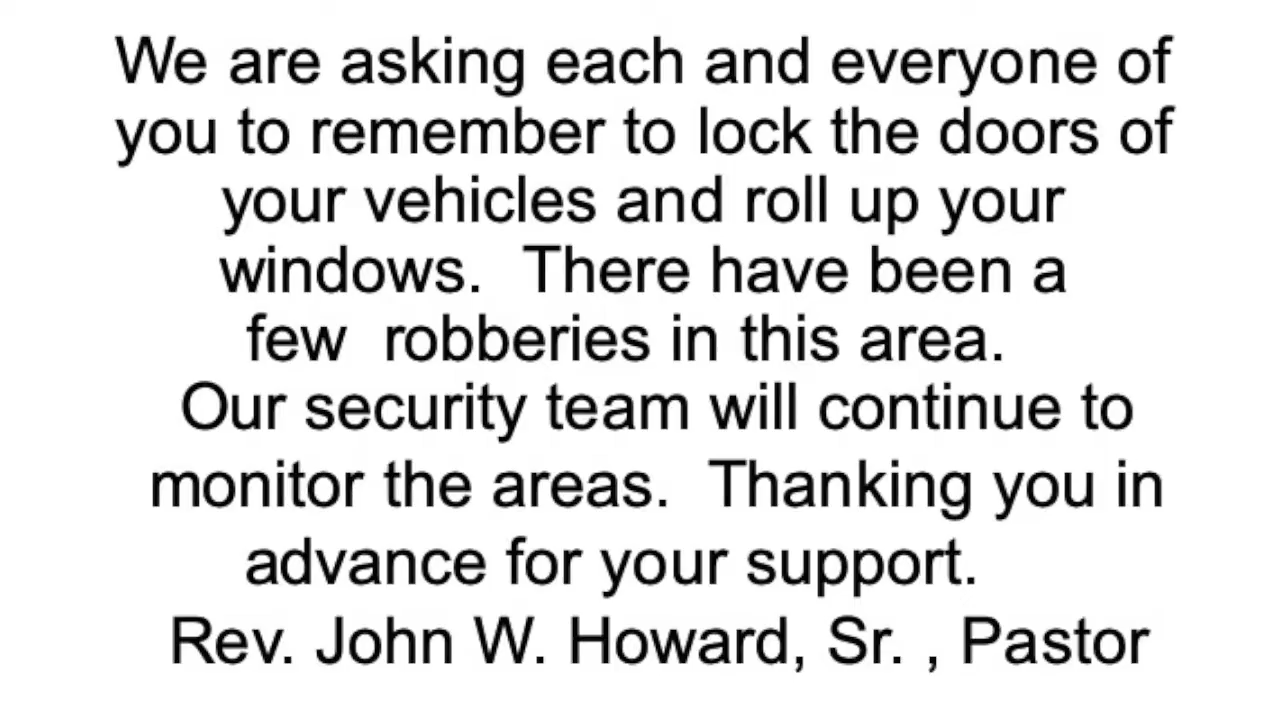 We are asking each and everyone of
you to remember to lock the doors of
your vehicles and roll up your
windows.  There have been a
few  robberies in this area.
Our security team will continue to
monitor the areas.  Thanking you in
advance for your support.
Rev. John W. Howard, Sr. , Pastor